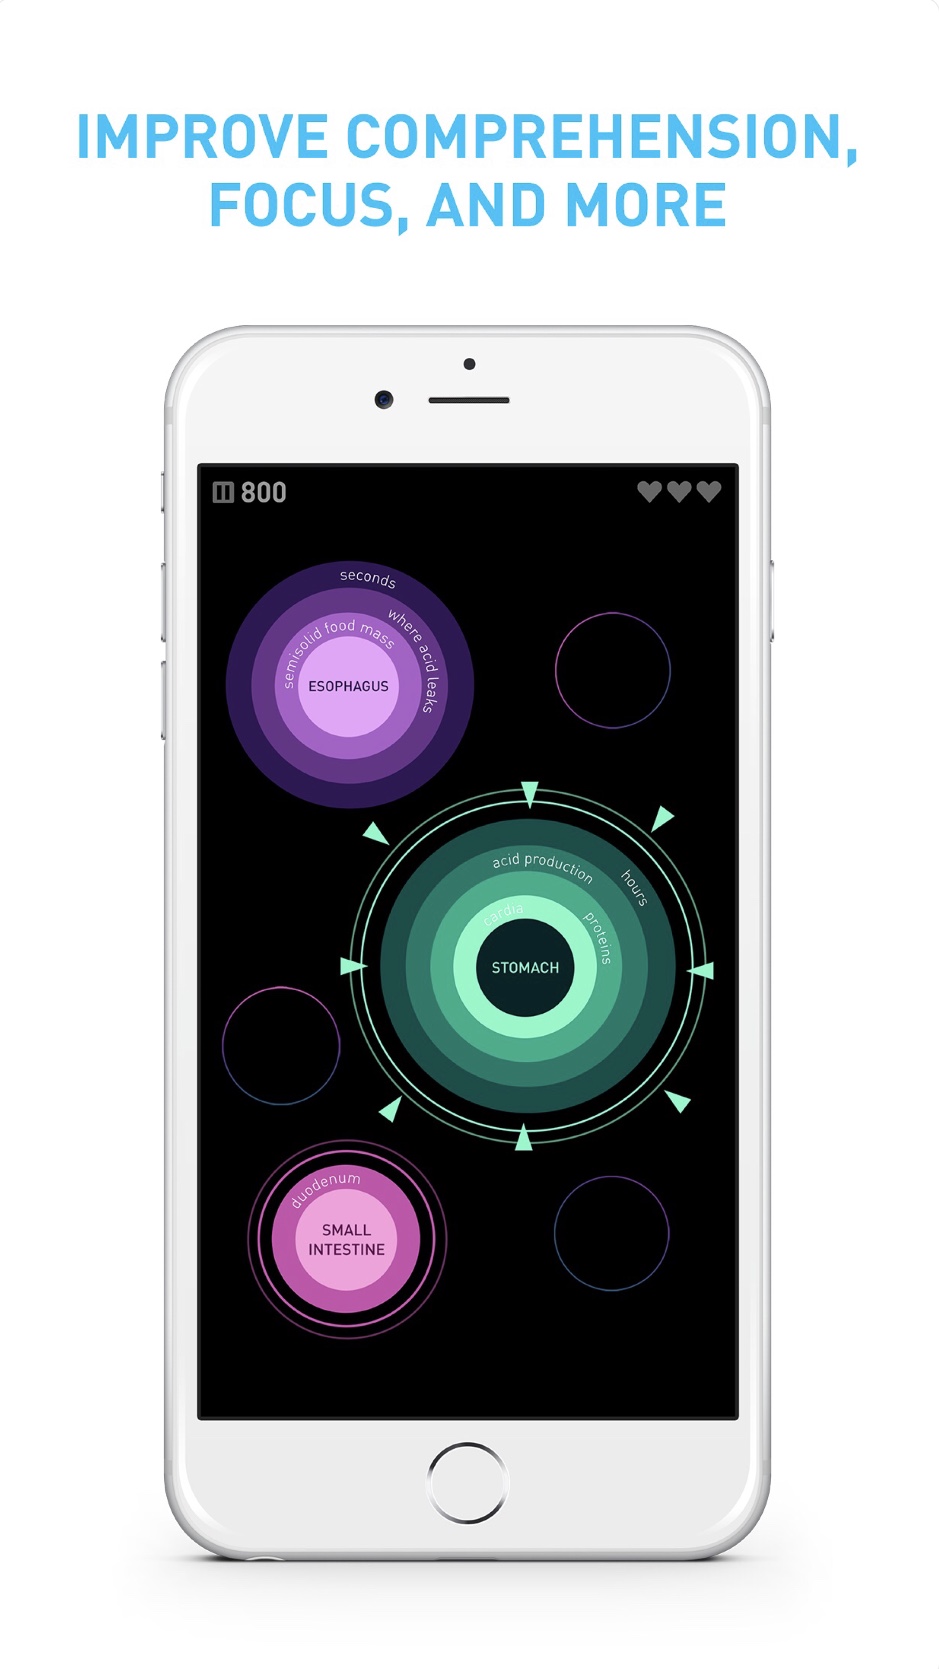 IMPROVE COMPREHENSION,
FOCUS, AND MORE
800
seconds
where acid leaks
semisolid food mass
ESOPHAGUS
acid production
hours
cardia
proteins
STOMACH
duodenum
SMALL
INTESTINE